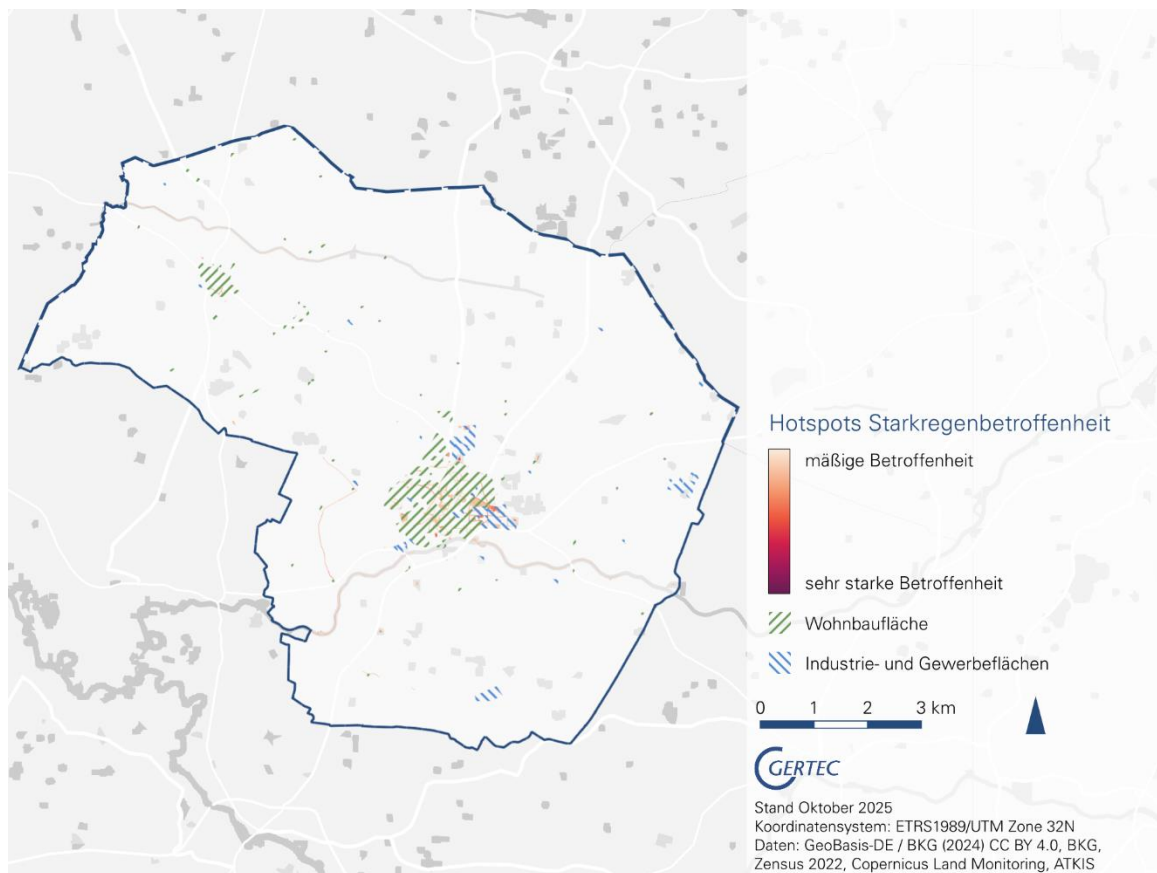 Hotspots Starkregenbetroffenheit
mäßige Betroffenheit
sehr starke Betroffenheit
Wohnbaufläche
Industrie- und Gewerbeflächen
0 1 2 3 km
GERTEC
Stand Oktober 2025
Koordinatensystem: ETRS1989/UTM Zone 32N
Daten: GeoBasis-DE / BKG (2024) CC BY 4.0, BKG,
Zensus 2022, Copernicus Land Monitoring, ATKIS